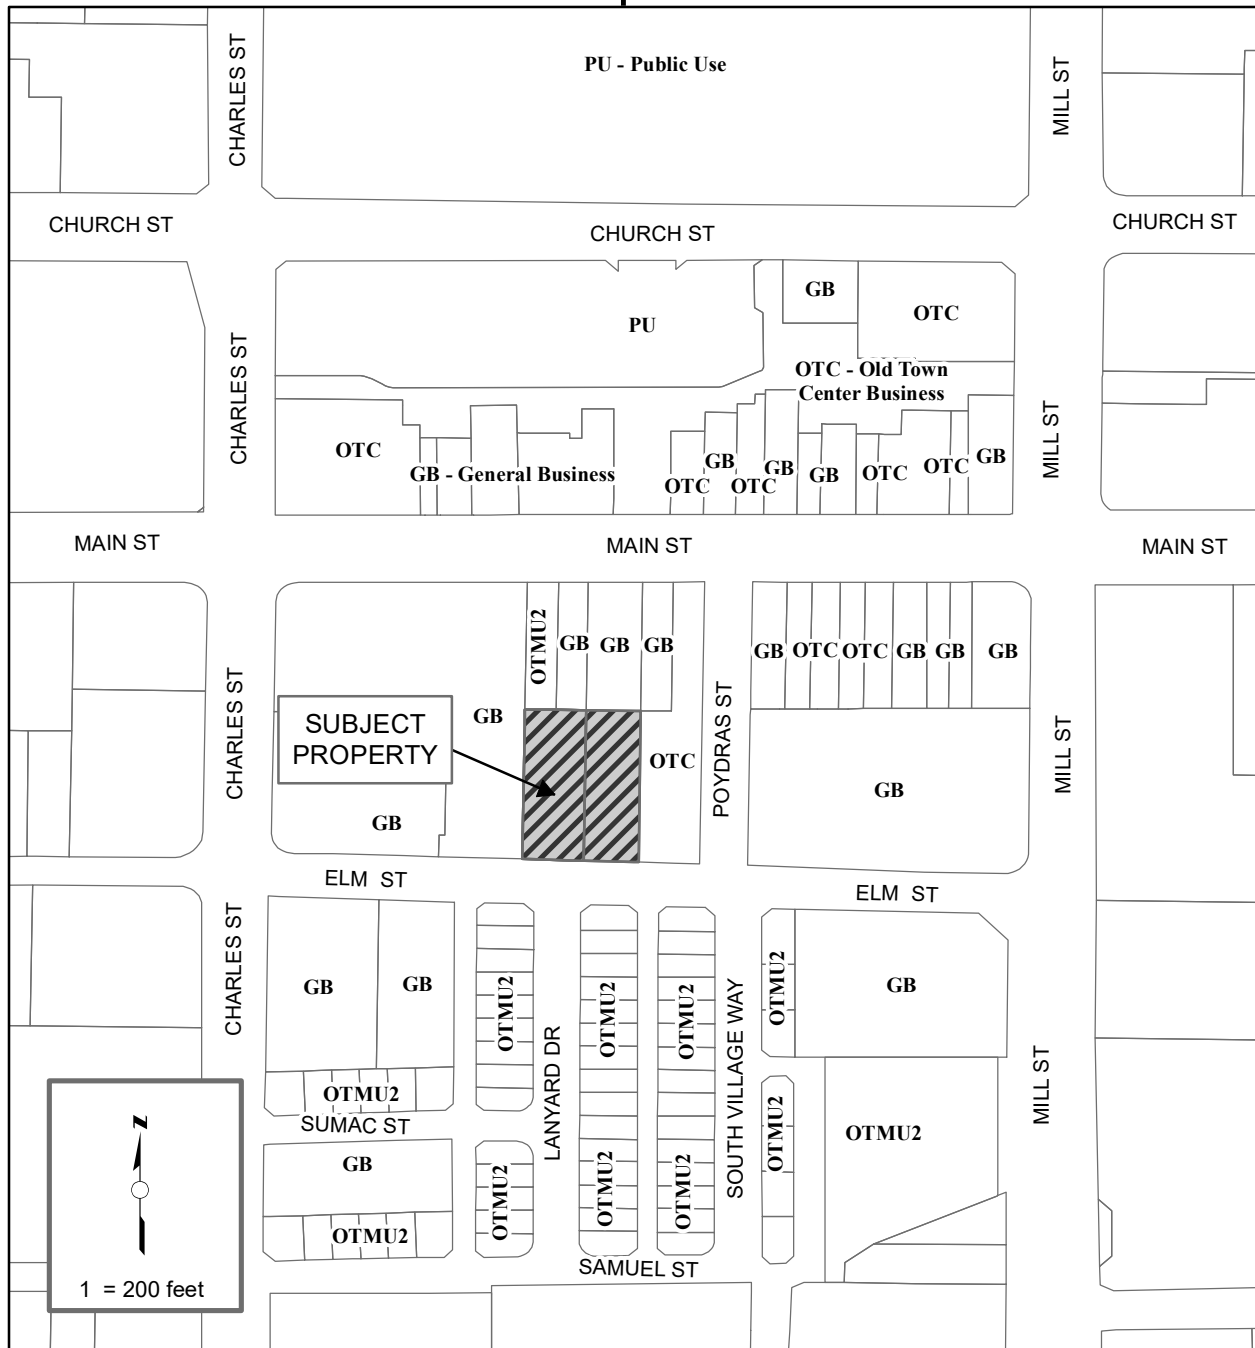 PU - Public Use
CHARLES ST
MILL ST
CHURCH ST
CHURCH ST
CHURCH ST
GB
OTC
PU
CHARLES ST
OTC - Old Town
Center Business
MILL ST
OTC
GB - General Business
OTC
GB
OTC
GB
GB
OTC
OTC
GB
MAIN ST
MAIN ST
MAIN ST
OTMU2
GB
GB
GB
GB
OTC
OTC
GB
GB
GB
CHARLES ST
SUBJECT
PROPERTY
GB
OTC
POYDRAS ST
MILL ST
GB
GB
ELM ST
ELM ST
CHARLES ST
GB
GB
OTMU2
OTMU2
OTMU2
SOUTH VILLAGE WAY
OTMU2
GB
LANYARD DR
MILL ST
OTMU2
SUMAC ST
OTMU2
OTMU2
GB
OTMU2
OTMU2
OTMU2
OTMU2
SAMUEL ST
N
1 = 200 feet